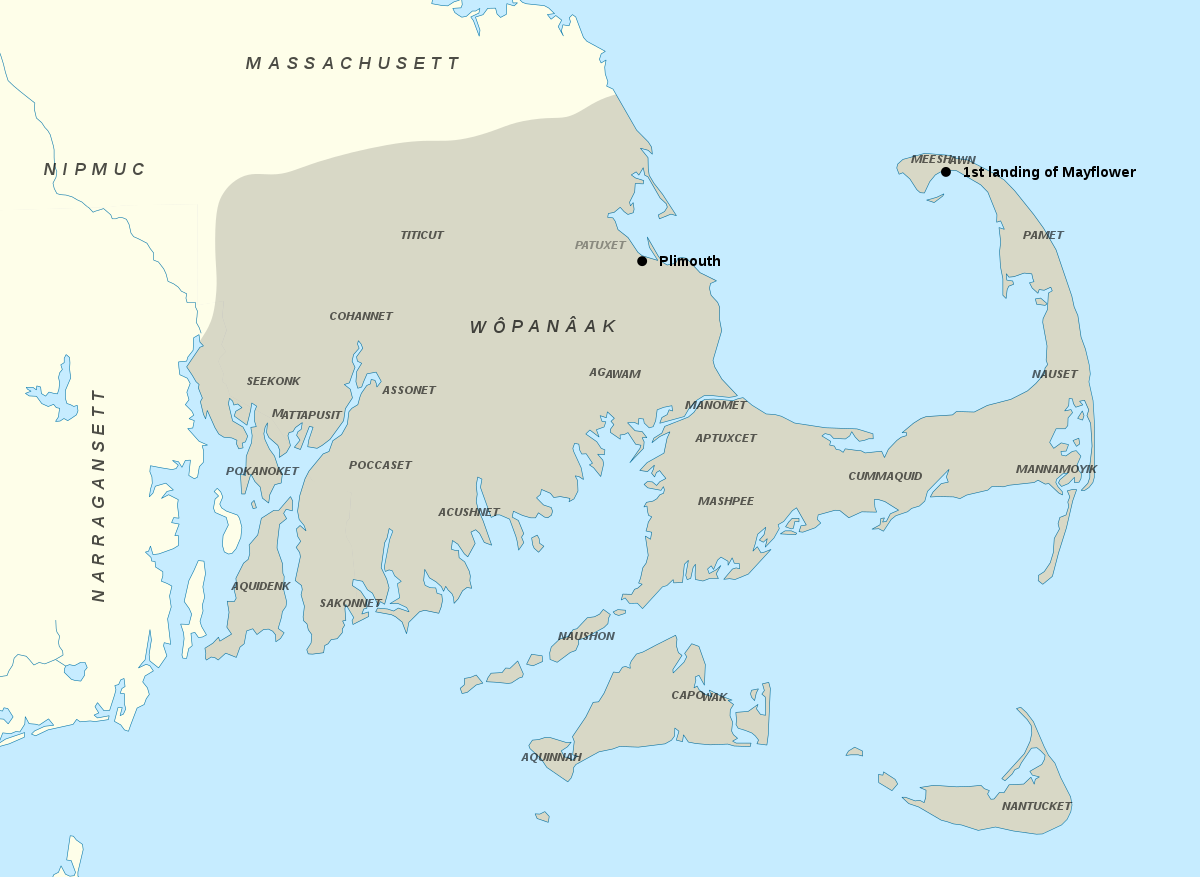 MASSACHUSETT
NIPMUC
MEESHAWN
1st landing of Mayflower
TITICUT
PAMET
PATUXET
Plimouth
COHANNET
WÔPANÂAK
SEEKONK
ASSONET
AGAWAM
NAUSET
MATTAPUSIT
MANOMET
NARRAGANSETT
APTUXCET
POKANOKET
POCCASET
CUMMAQUID
MANNAMOYIK
MASHPEE
ACUSHNET
AQUIDENK
SAKONNET
NAUSHON
CAPOWAK
AQUINNAH
NANTUCKET